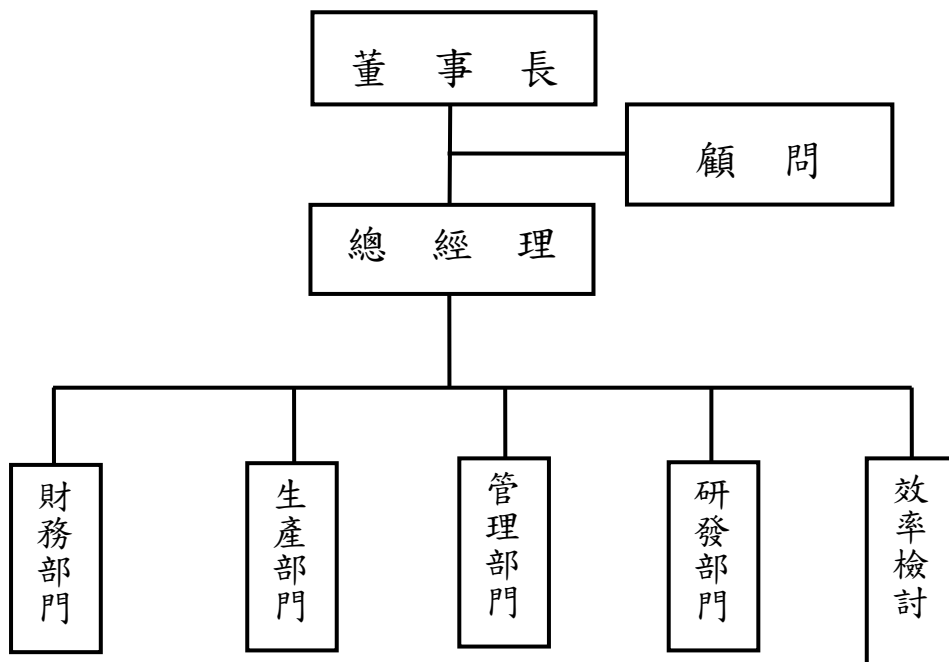 董事長
顧問
總經理
財務部門
生產部門
管理部門
研發部門
效率檢討